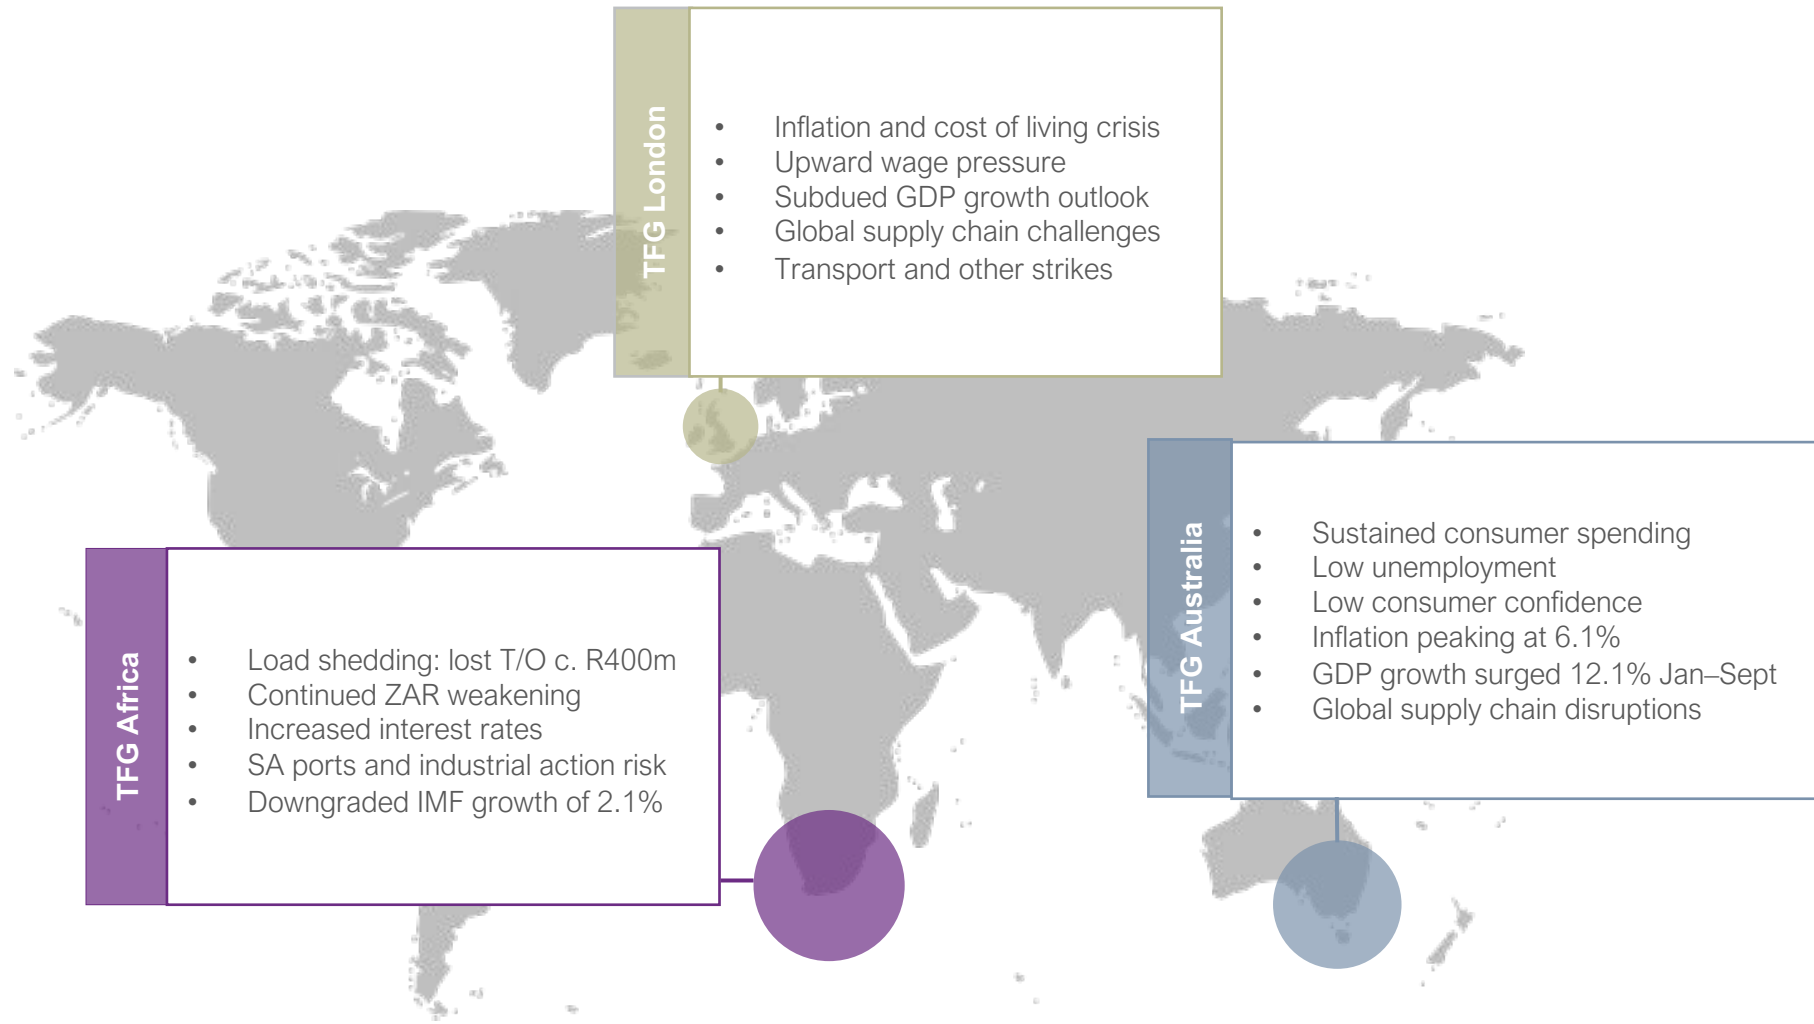 TFG London
• Inflation and cost of living crisis
• Upward wage pressure
• Subdued GDP growth outlook
• Global supply chain challenges
• Transport and other strikes
TFG Africa
• Load shedding: lost T/O c. R400m
• Continued ZAR weakening
• Increased interest rates
• SA ports and industrial action risk
• Downgraded IMF growth of 2.1%
TFG Australia
• Sustained consumer spending
• Low unemployment
• Low consumer confidence
• Inflation peaking at 6.1%
• GDP growth surged 12.1% Jan–Sept
• Global supply chain disruptions